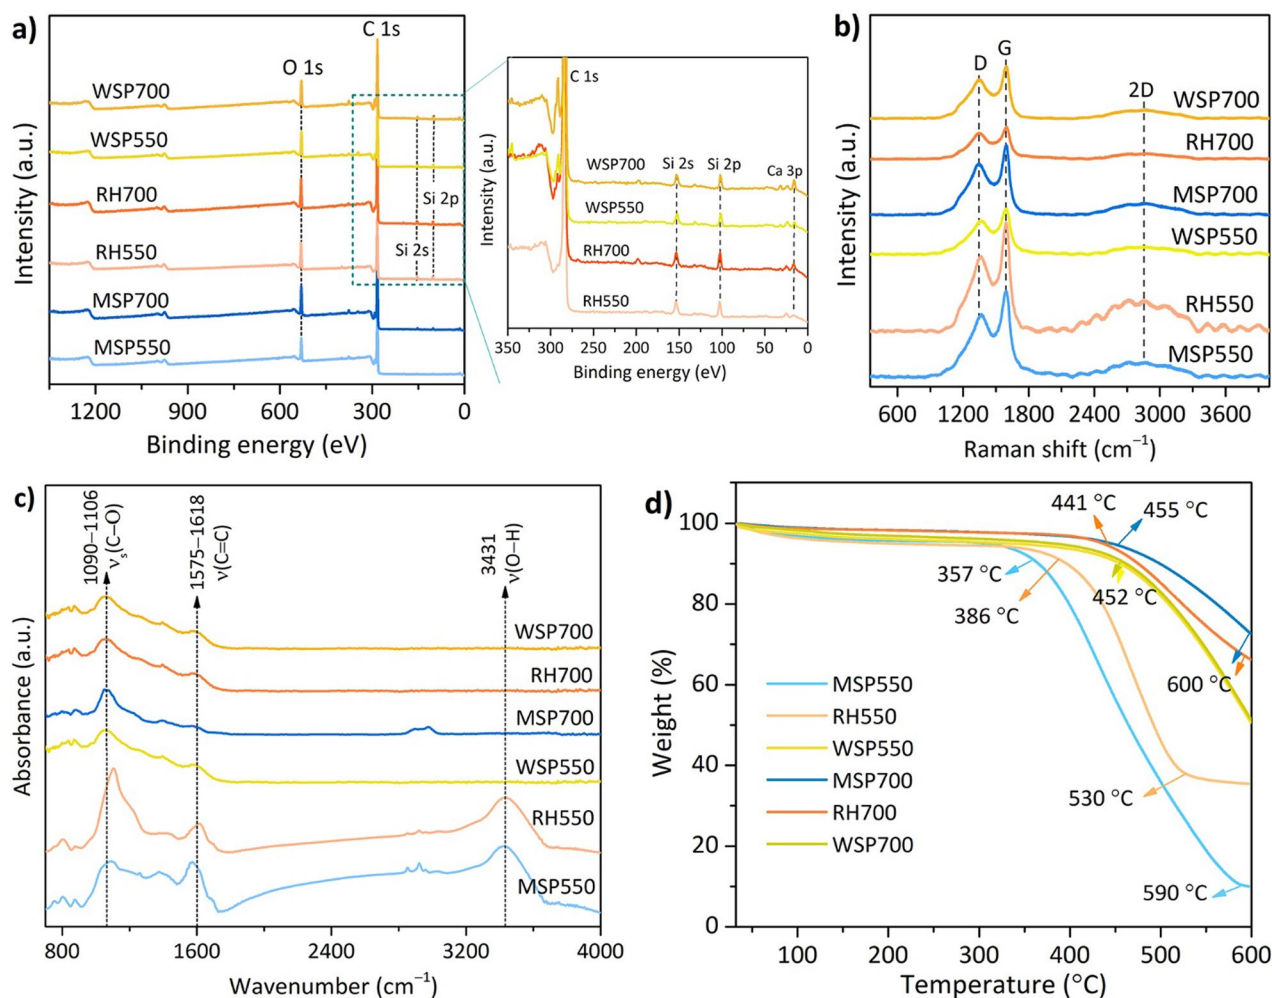 a)
C 1s
O 1s
WSP700
WSP550
RH700
Si 2p
RH550
Si 2s
MSP700
MSP550
Intensity (a.u.)
1200
900
600
300
0
Binding energy (eV)
C 1s
Si 2s
Si 2p
Ca 3p
WSP700
WSP550
RH700
RH550
Intensity (a.u.)
350
300
250
200
150
100
50
0
Binding energy (eV)
b)
D
G
2D
WSP700
RH700
MSP700
WSP550
RH550
MSP550
Intensity (a.u.)
600
1200
1800
2400
3000
3600
Raman shift (cm⁻¹)
c)
1090–1106
νs(C–O)
1575–1618
ν(C=C)
3431
ν(O–H)
WSP700
RH700
MSP700
WSP550
RH550
MSP550
Absorbance (a.u.)
800
1600
2400
3200
4000
Wavenumber (cm⁻¹)
d)
441 °C
455 °C
357 °C
386 °C
452 °C
600 °C
530 °C
590 °C
MSP550
RH550
WSP550
MSP700
RH700
WSP700
Weight (%)
100
80
60
40
20
0
100
200
300
400
500
600
Temperature (°C)